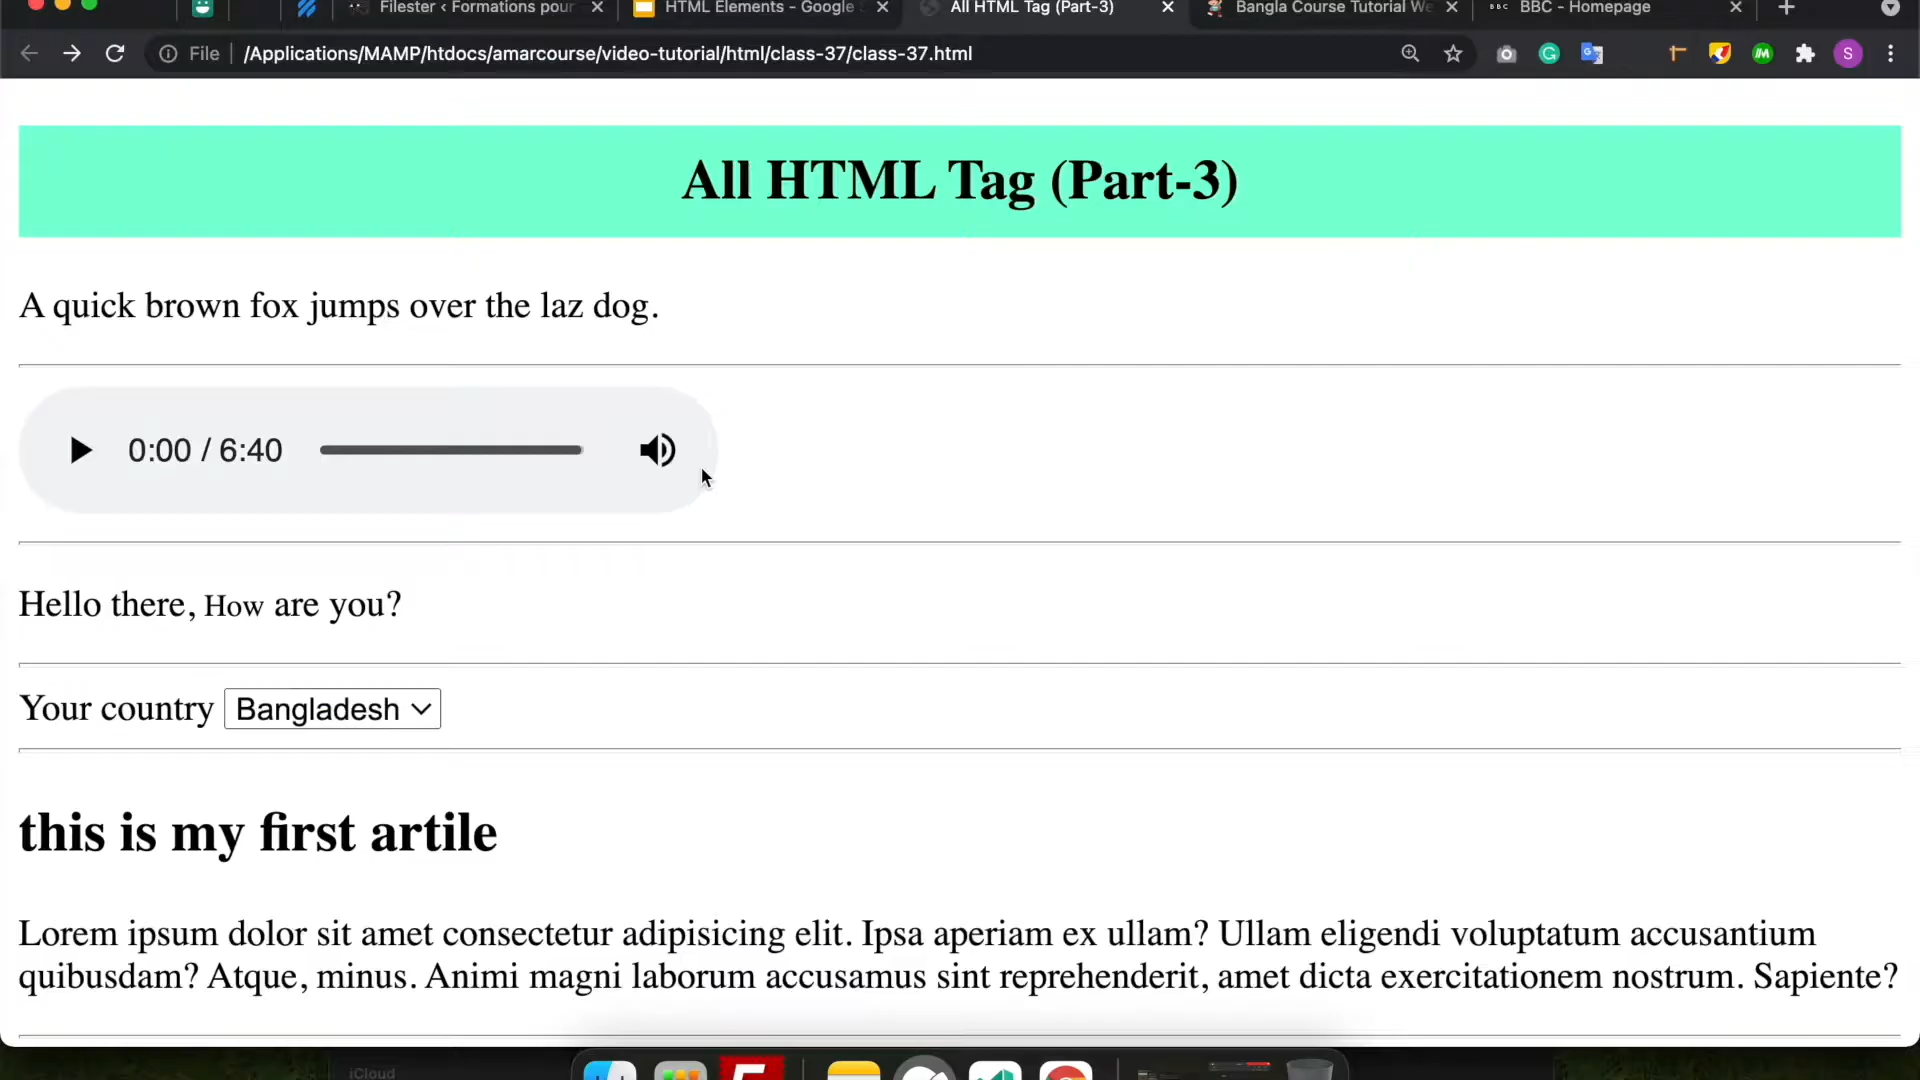 Filester ‹ Formations pour
HTML Elements - Google
All HTML Tag (Part-3)
Bangla Course Tutorial We
BBC
BBC - Homepage
File
/Applications/MAMP/htdocs/amarcourse/video-tutorial/html/class-37/class-37.html
S
All HTML Tag (Part-3)
A quick brown fox jumps over the laz dog.
0:00 / 6:40
Hello there, How are you?
Your country Bangladesh
this is my first artile
Lorem ipsum dolor sit amet consectetur adipisicing elit. Ipsa aperiam ex ullam? Ullam eligendi voluptatum accusantium
quibusdam? Atque, minus. Animi magni laborum accusamus sint reprehenderit, amet dicta exercitationem nostrum. Sapiente?
iCloud